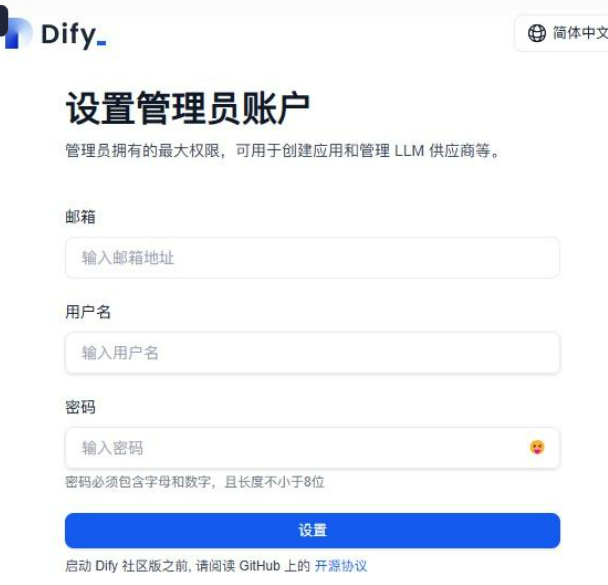 Dify_
简体中文
设置管理员账户
管理员拥有的最大权限，可用于创建应用和管理 LLM 供应商等。
邮箱
输入邮箱地址
用户名
输入用户名
密码
输入密码
密码必须包含字母和数字，且长度不小于8位
设置
启动 Dify 社区版之前, 请阅读 GitHub 上的 开源协议